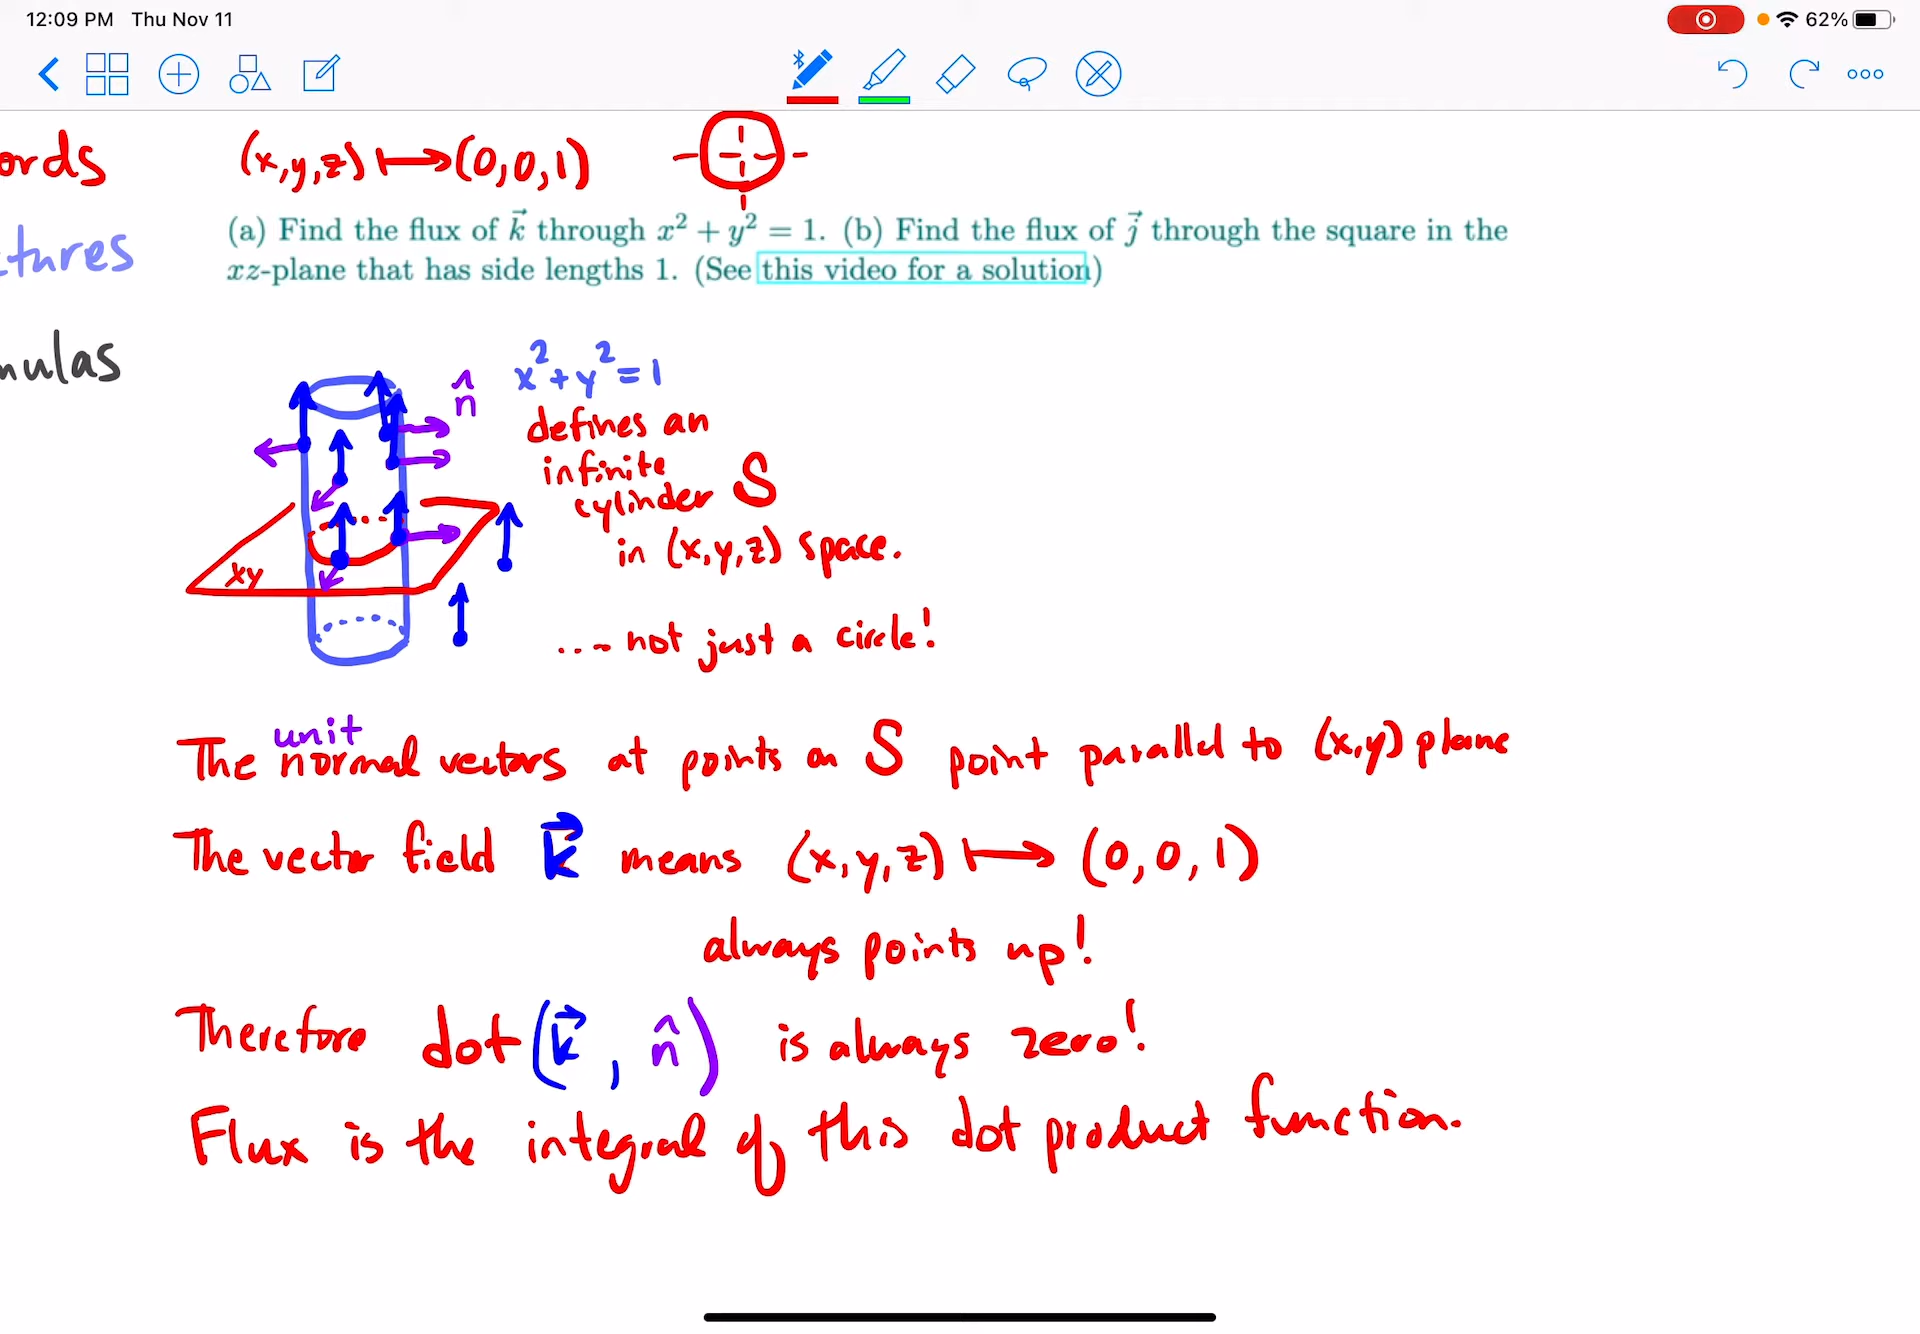 12:09 PM Thu Nov 11 62%
ords (x,y,z) ↦ (0,0,1)
(a) Find the flux of k⃗ through x² + y² = 1. (b) Find the flux of j⃗ through the square in the
tures
xz-plane that has side lengths 1. (See this video for a solution)
mulas
x²+y²=1
n̂
defines an
infinite
cylinder S
in (x,y,z) space.
xy
.... not just a circle!
unit
The normal vectors at points on S point parallel to (x,y) plane
The vector field k⃗ means (x,y,z) ↦ (0,0,1)
always points up!
Therefore dot(k⃗, n̂) is always zero!
Flux is the integral of this dot product function.